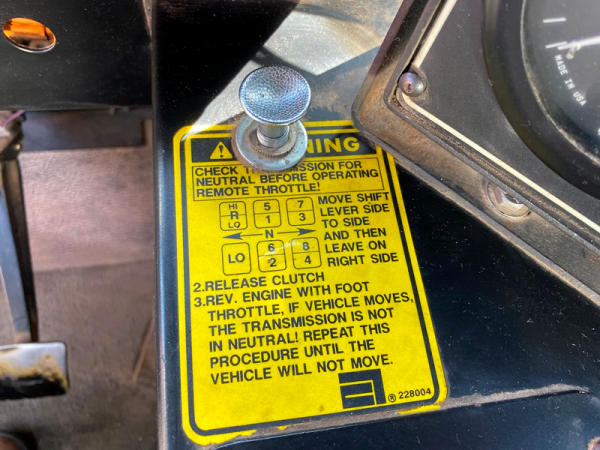 NING
CHECK MISSION FOR
NEUTRAL BEFORE OPERATING
REMOTE THROTTLE!
HI 5 7 MOVE SHIFT
R LEVER SIDE
LO 1 3 TO SIDE
N AND THEN
LO 6 8 LEAVE ON
2 4 RIGHT SIDE
2.RELEASE CLUTCH
3.REV. ENGINE WITH FOOT
THROTTLE, IF VEHICLE MOVES,
THE TRANSMISSION IS NOT
IN NEUTRAL! REPEAT THIS
PROCEDURE UNTIL THE
VEHICLE WILL NOT MOVE.
® 228004
MADE IN USA